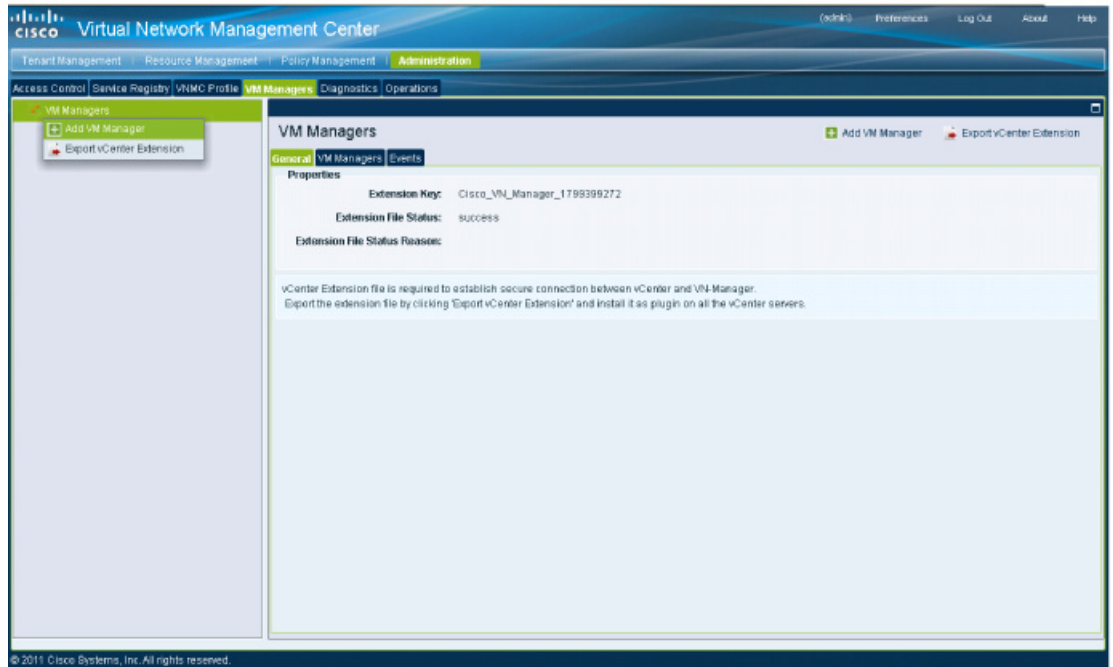 CISCO Virtual Network Management Center
(admin) Preferences Log Out About Help
Tenant Management | Resource Management | Policy Management | Administration
Access Control Service Registry VNMC Profile VM Managers Diagnostics Operations
VM Managers
Add VM Manager
Export vCenter Extension
VM Managers
Add VM Manager Export vCenter Extension
General VM Managers Events
Properties
Extension Key: Cisco_VN_Manager_1799399272
Extension File Status: success
Extension File Status Reason:
vCenter Extension file is required to establish secure connection between vCenter and VN-Manager.
Export the extension file by clicking 'Export vCenter Extension' and install it as plugin on all the vCenter servers.
© 2011 Cisco Systems, Inc. All rights reserved.